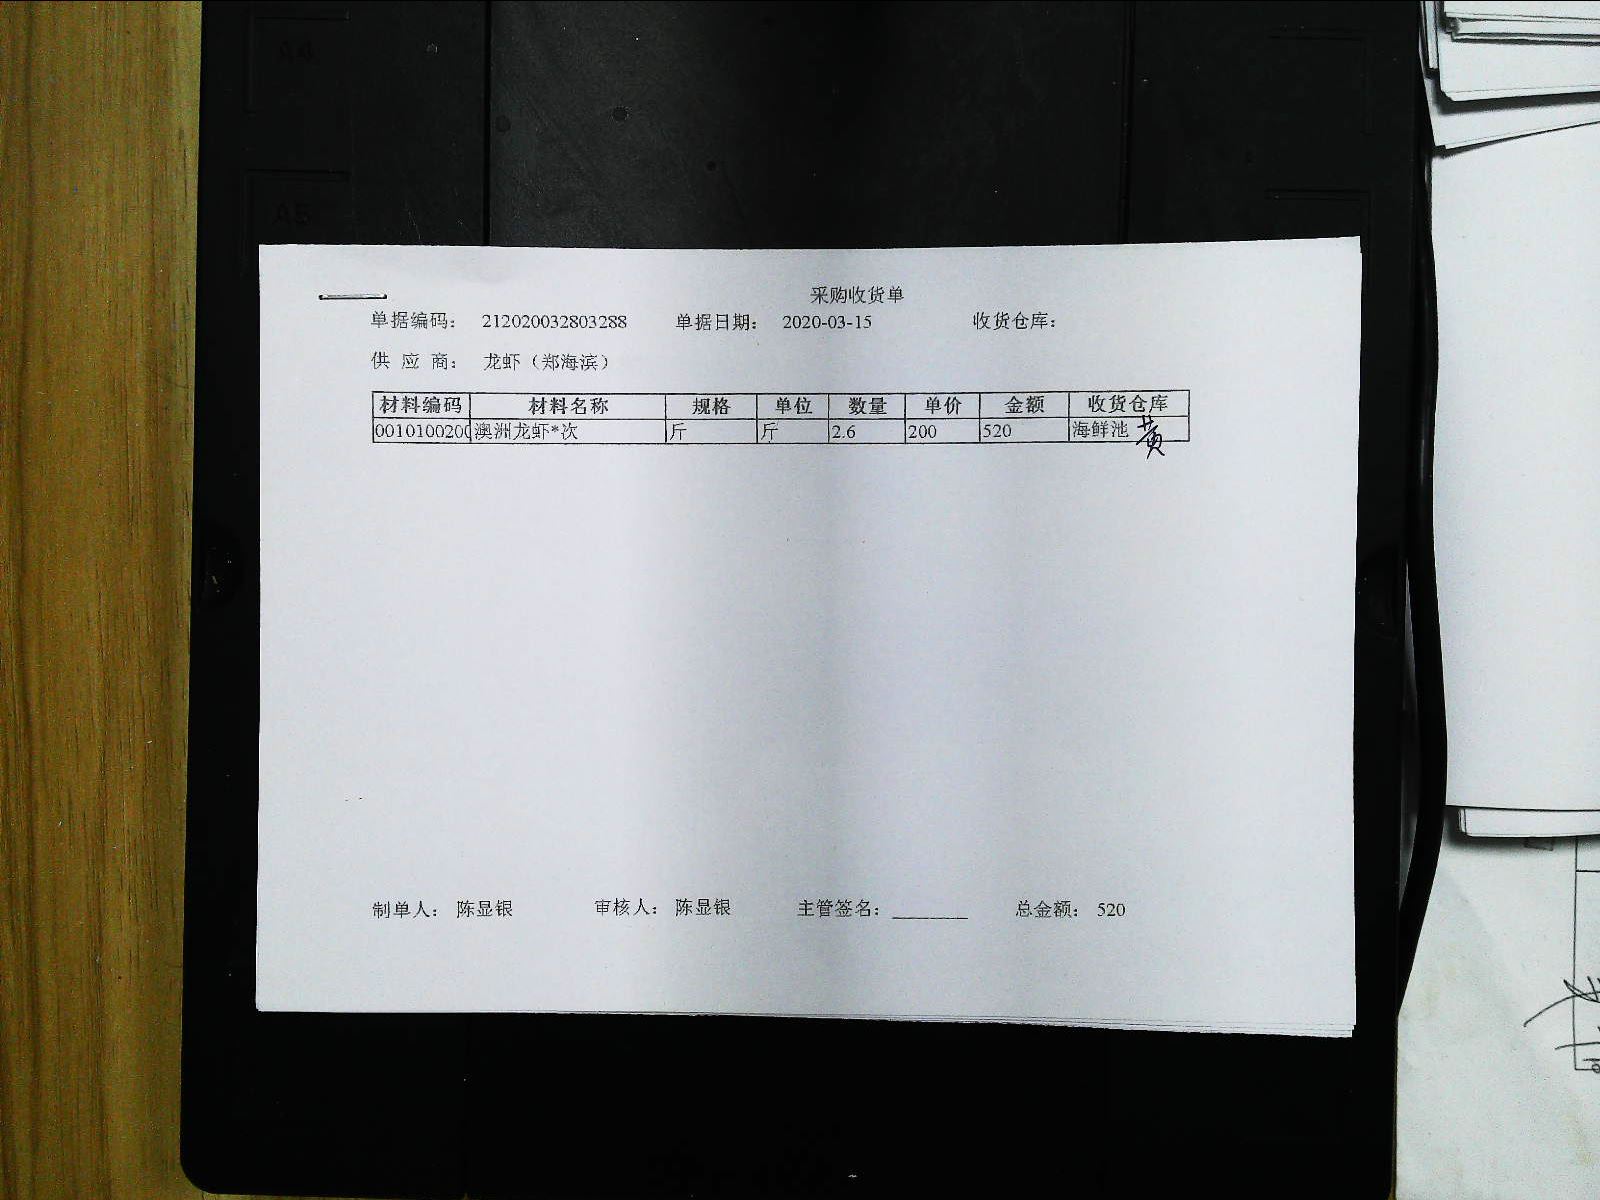 采购收货单
单据编码： 212020032803288 单据日期： 2020-03-15 收货仓库：
供 应 商： 龙虾（郑海滨）
材料编码 材料名称 规格 单位 数量 单价 金额 收货仓库
0010100200 澳洲龙虾*次 斤 斤 2.6 200 520 海鲜池 黄
制单人： 陈显银 审核人： 陈显银 主管签名：________ 总金额： 520
A4
A5